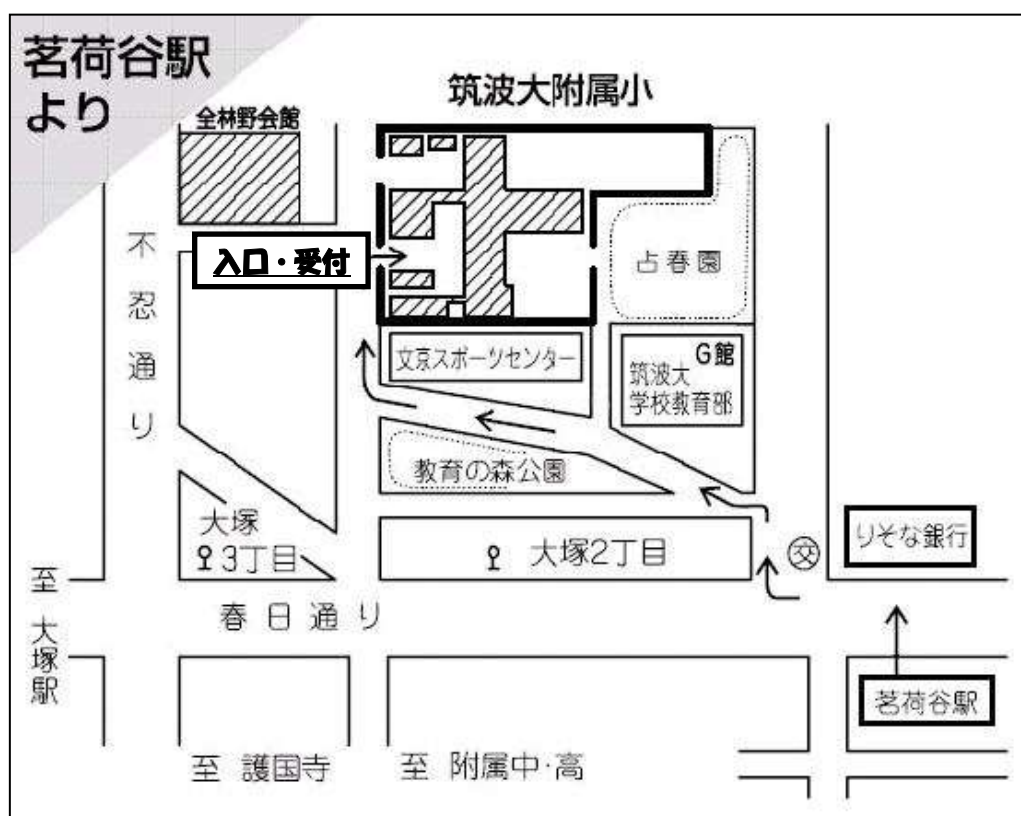 茗荷谷駅
より
筑波大附属小
全林野会館
不忍通り
入口・受付
占春園
文京スポーツセンター
G館
筑波大
学校教育部
教育の森公園
大塚
3丁目
大塚2丁目
交
りそな銀行
至大塚駅
春日通り
茗荷谷駅
至 護国寺
至 附属中・高